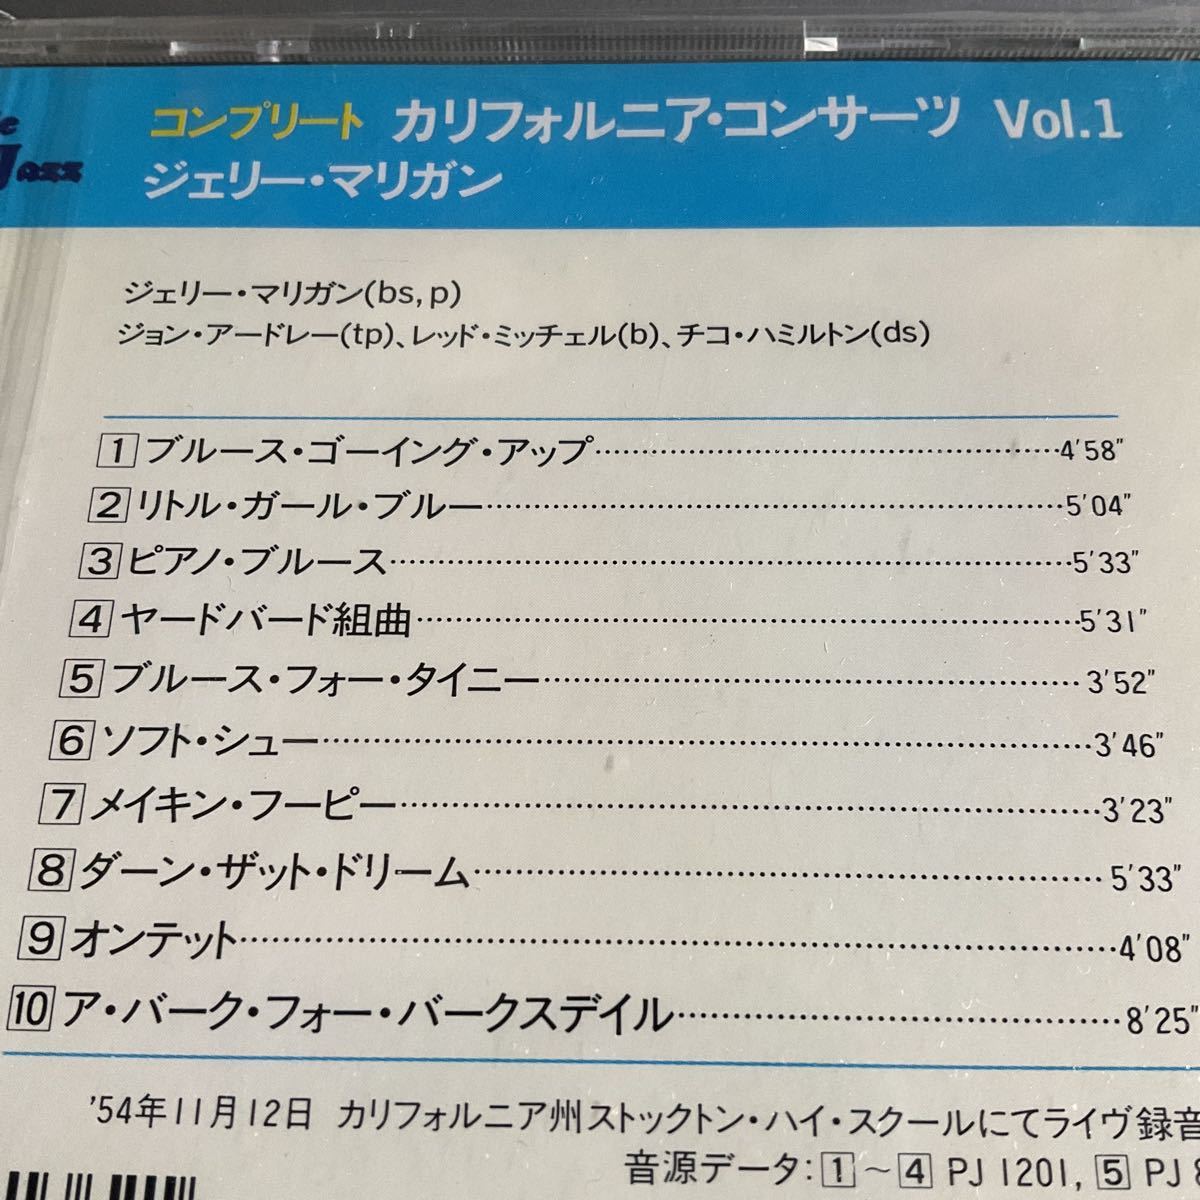 Jazz
コンプリート カリフォルニア・コンサーツ Vol.1
ジェリー・マリガン
ジェリー・マリガン(bs,p)
ジョン・アードレー(tp)、レッド・ミッチェル(b)、チコ・ハミルトン(ds)
1 ブルース・ゴーイング・アップ……4′58″
2 リトル・ガール・ブルー……5′04″
3 ピアノ・ブルース……5′33″
4 ヤードバード組曲……5′31″
5 ブルース・フォー・タイニー……3′52″
6 ソフト・シュー……3′46″
7 メイキン・フーピー……3′23″
8 ダーン・ザット・ドリーム……5′33″
9 オンテット……4′08″
10 ア・バーク・フォー・バークスデイル……8′25″
'54年11月12日 カリフォルニア州ストックトン・ハイ・スクールにてライヴ録音
音源データ:1〜4 PJ 1201, 5 PJ